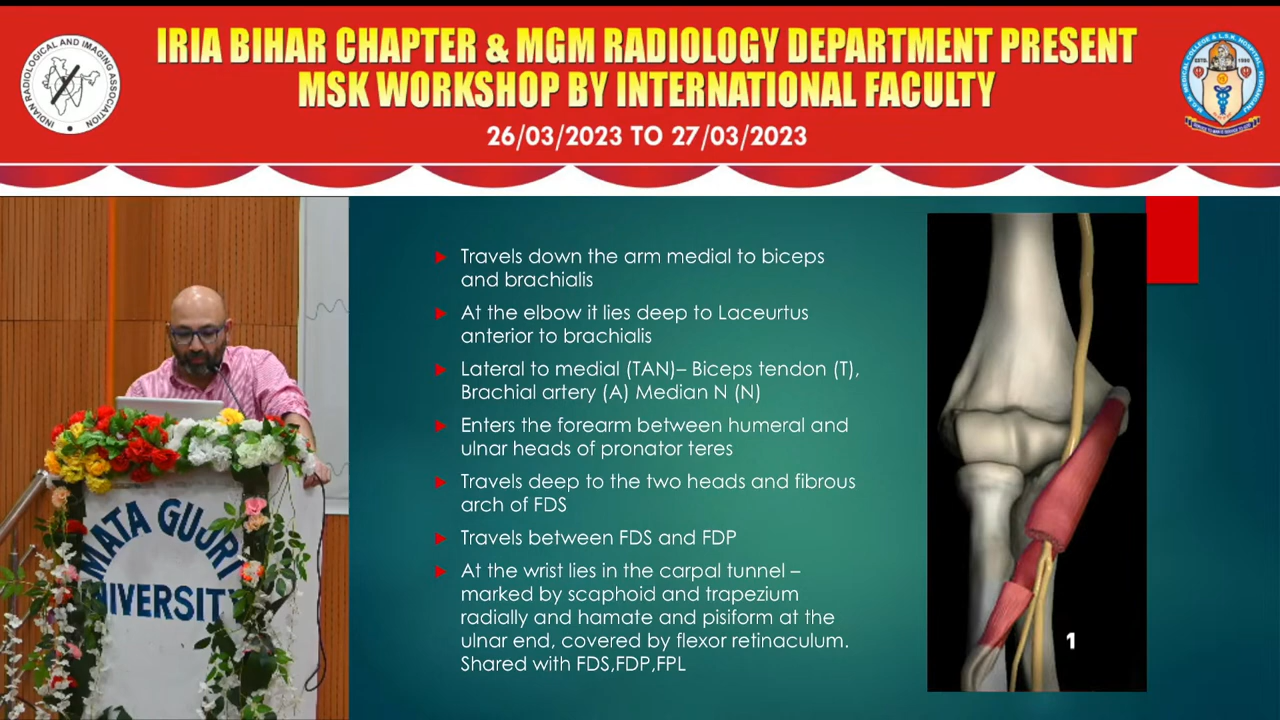 IRIA BIHAR CHAPTER & MGM RADIOLOGY DEPARTMENT PRESENT
MSK WORKSHOP BY INTERNATIONAL FACULTY
26/03/2023 TO 27/03/2023
INDIAN RADIOLOGICAL AND IMAGING ASSOCIATION
Travels down the arm medial to biceps
and brachialis
At the elbow it lies deep to Laceurtus
anterior to brachialis
Lateral to medial (TAN)– Biceps tendon (T),
Brachial artery (A) Median N (N)
Enters the forearm between humeral and
ulnar heads of pronator teres
Travels deep to the two heads and fibrous
arch of FDS
Travels between FDS and FDP
At the wrist lies in the carpal tunnel –
marked by scaphoid and trapezium
radially and hamate and pisiform at the
ulnar end, covered by flexor retinaculum.
Shared with FDS,FDP,FPL
1
MATA GUJRI
UNIVERSITY